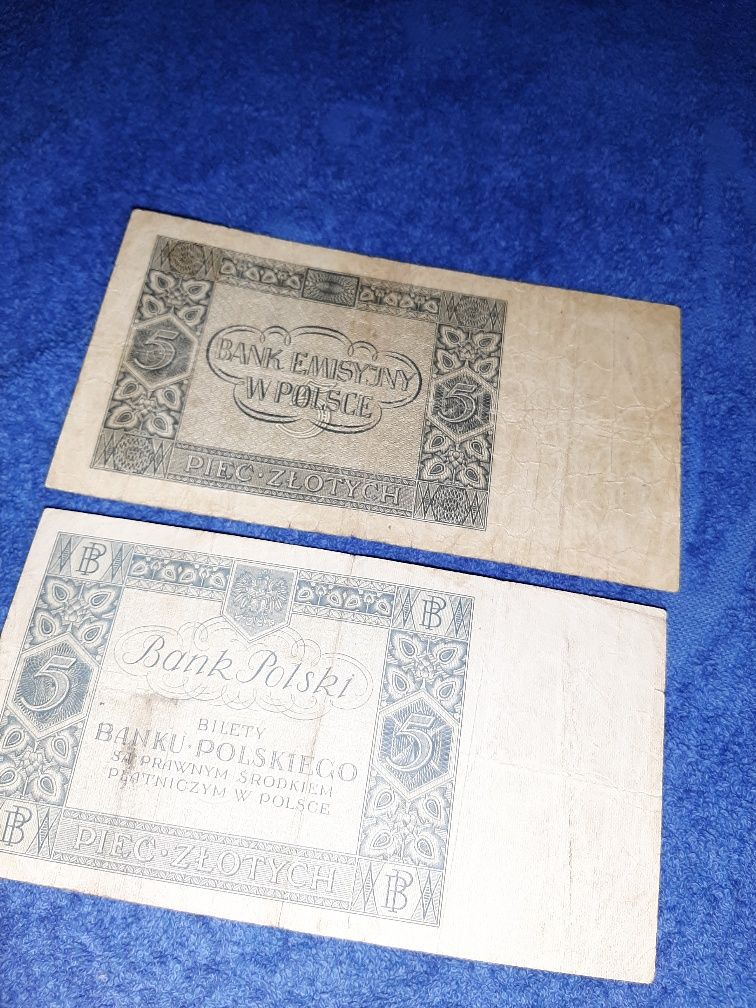 5
BANK EMISYJNY
W POLSCE
5
PIĘĆ·ZŁOTYCH
BP
BP
5
Bank Polski
BILETY
BANKU·POLSKIEGO
SĄ PRAWNYM ŚRODKIEM
PŁATNICZYM W POLSCE
5
BP
PIĘĆ·ZŁOTYCH
BP